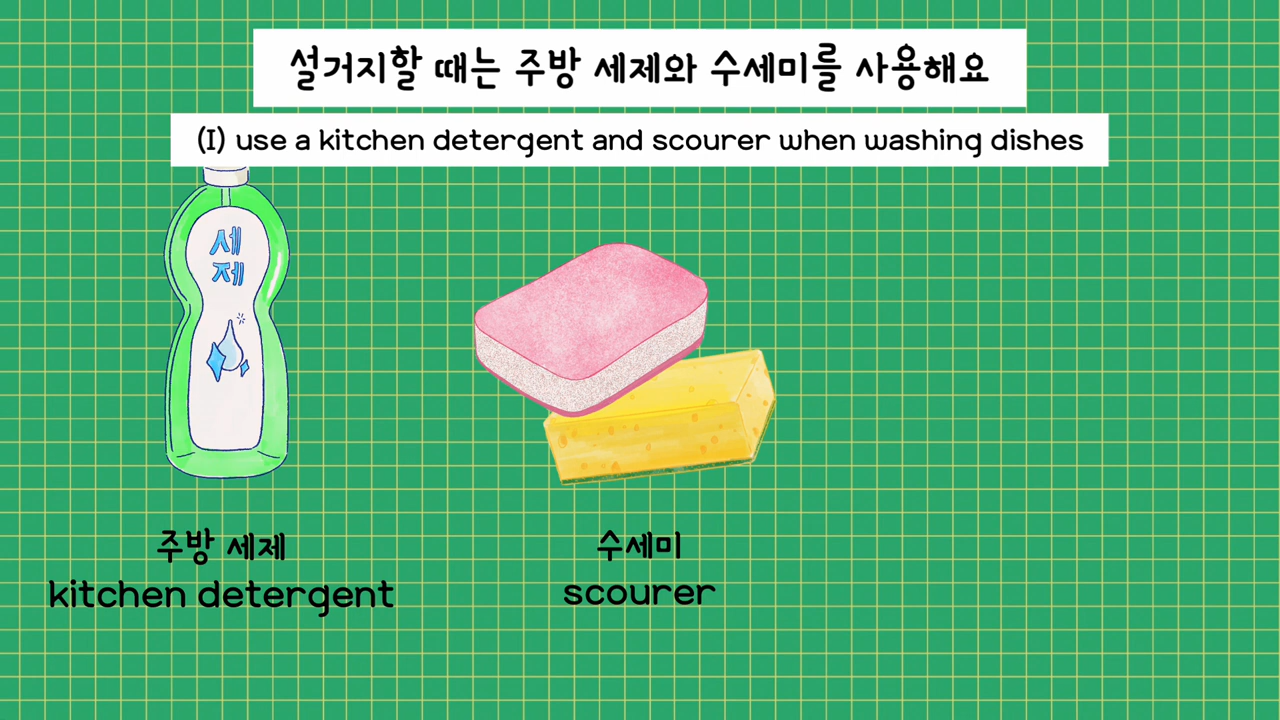 설거지할 때는 주방 세제와 수세미를 사용해요
(I) use a kitchen detergent and scourer when washing dishes
세
제
주방 세제
kitchen detergent
수세미
scourer